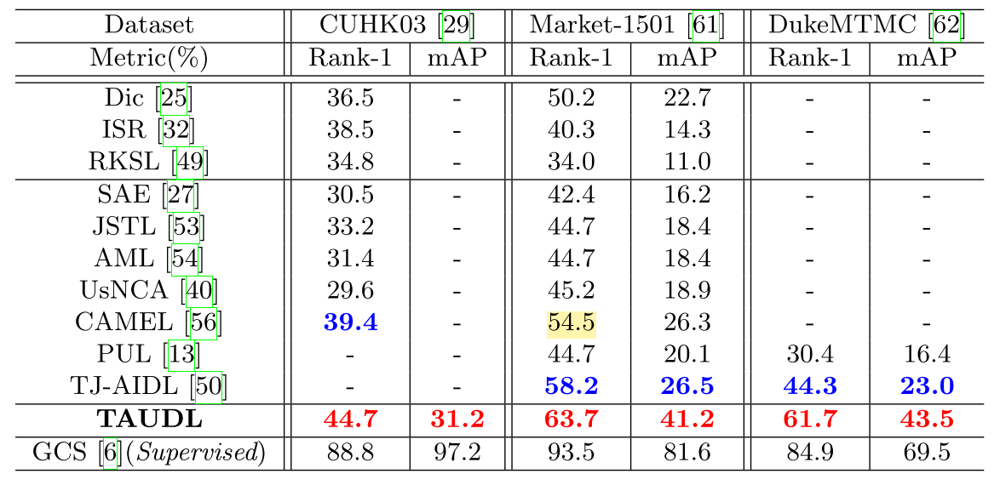 Dataset CUHK03 [29] Market-1501 [61] DukeMTMC [62]
Metric(%) Rank-1 mAP Rank-1 mAP Rank-1 mAP
Dic [25] 36.5 - 50.2 22.7 - -
ISR [32] 38.5 - 40.3 14.3 - -
RKSL [49] 34.8 - 34.0 11.0 - -
SAE [27] 30.5 - 42.4 16.2 - -
JSTL [53] 33.2 - 44.7 18.4 - -
AML [54] 31.4 - 44.7 18.4 - -
UsNCA [40] 29.6 - 45.2 18.9 - -
CAMEL [56] 39.4 - 54.5 26.3 - -
PUL [13] - - 44.7 20.1 30.4 16.4
TJ-AIDL [50] - - 58.2 26.5 44.3 23.0
TAUDL 44.7 31.2 63.7 41.2 61.7 43.5
GCS [6](Supervised) 88.8 97.2 93.5 81.6 84.9 69.5